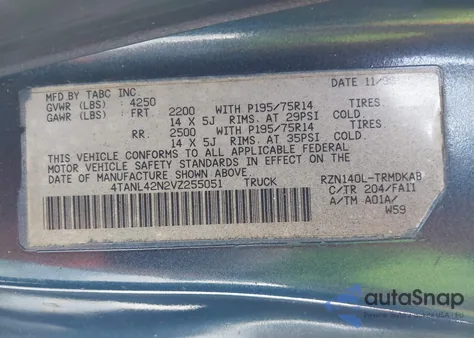 MFD BY TABC INC. DATE 11/96
GVWR (LBS) : 4250
GAWR (LBS) : FRT. 2200 WITH P195/75R14 TIRES
14 X 5J RIMS. AT 29PSI COLD
RR. 2500 WITH P195/75R14 TIRES
14 X 5J RIMS. AT 35PSI COLD
THIS VEHICLE CONFORMS TO ALL APPLICABLE FEDERAL
MOTOR VEHICLE SAFETY STANDARDS IN EFFECT ON THE
DATE OF MANUFACTURE SHOWN ABOVE.
4TANL42N2VZ255051 TRUCK RZN140L-TRMDKAB
C/TR 204/FA11
A/TM A01A/
W59
autoSnap